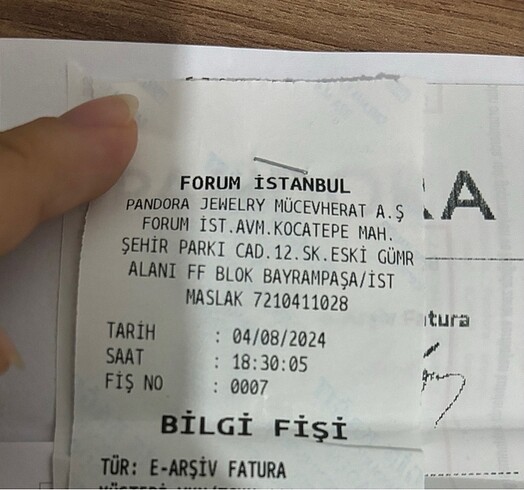 FORUM İSTANBUL
PANDORA JEWELRY MÜCEVHERAT A.Ş
FORUM İST.AVM.KOCATEPE MAH.
ŞEHİR PARKI CAD.12.SK.ESKİ GÜMR
ALANI FF BLOK BAYRAMPAŞA/İST
MASLAK 7210411028
TARİH : 04/08/2024
SAAT : 18:30:05
FİŞ NO : 0007
BİLGİ FİŞİ
TÜR: E-ARŞİV FATURA
A
tura